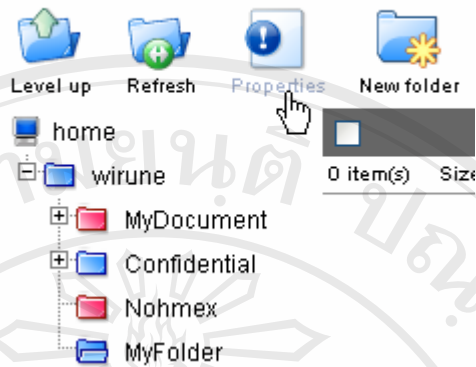 Level up Refresh Properties New folder
home
wirune
0 item(s) Size
MyDocument
Confidential
Nohmex
MyFolder